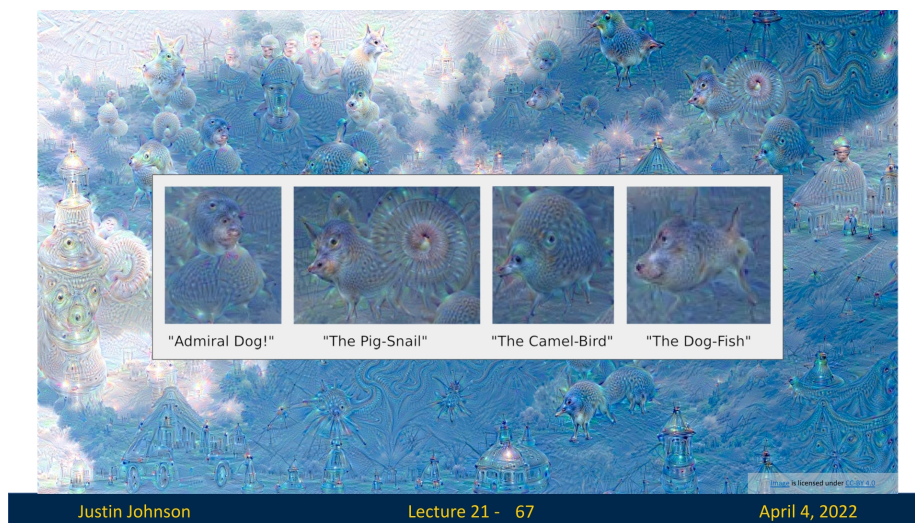 "Admiral Dog!" "The Pig-Snail" "The Camel-Bird" "The Dog-Fish"
Image is licensed under CC-BY 4.0
Justin Johnson Lecture 21 - 67 April 4, 2022